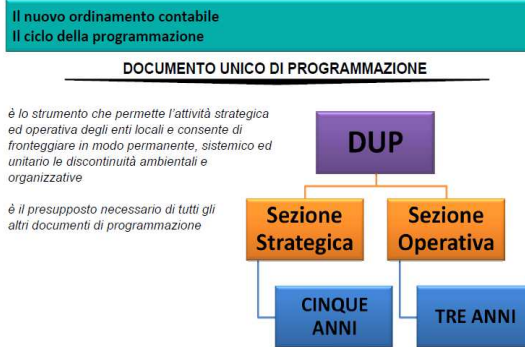 Il nuovo ordinamento contabile
Il ciclo della programmazione
DOCUMENTO UNICO DI PROGRAMMAZIONE
è lo strumento che permette l'attività strategica
ed operativa degli enti locali e consente di
fronteggiare in modo permanente, sistemico ed
unitario le discontinuità ambientali e
organizzative
è il presupposto necessario di tutti gli
altri documenti di programmazione
DUP
Sezione
Strategica
Sezione
Operativa
CINQUE
ANNI
TRE ANNI